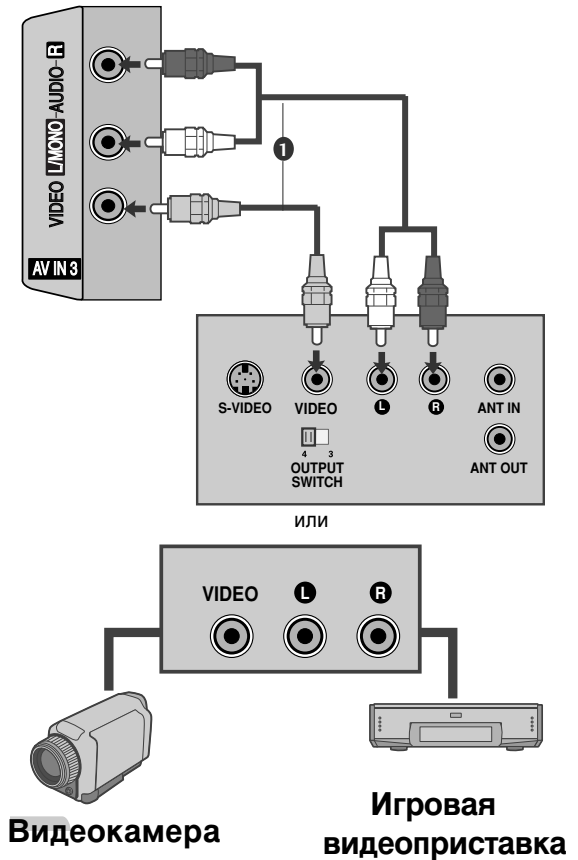 VIDEO L/MONO-AUDIO-R
AV IN 3
1
S-VIDEO
VIDEO
L
R
ANT IN
4 3
OUTPUT
SWITCH
ANT OUT
или
VIDEO
L
R
Видеокамера
Игровая
видеоприставка